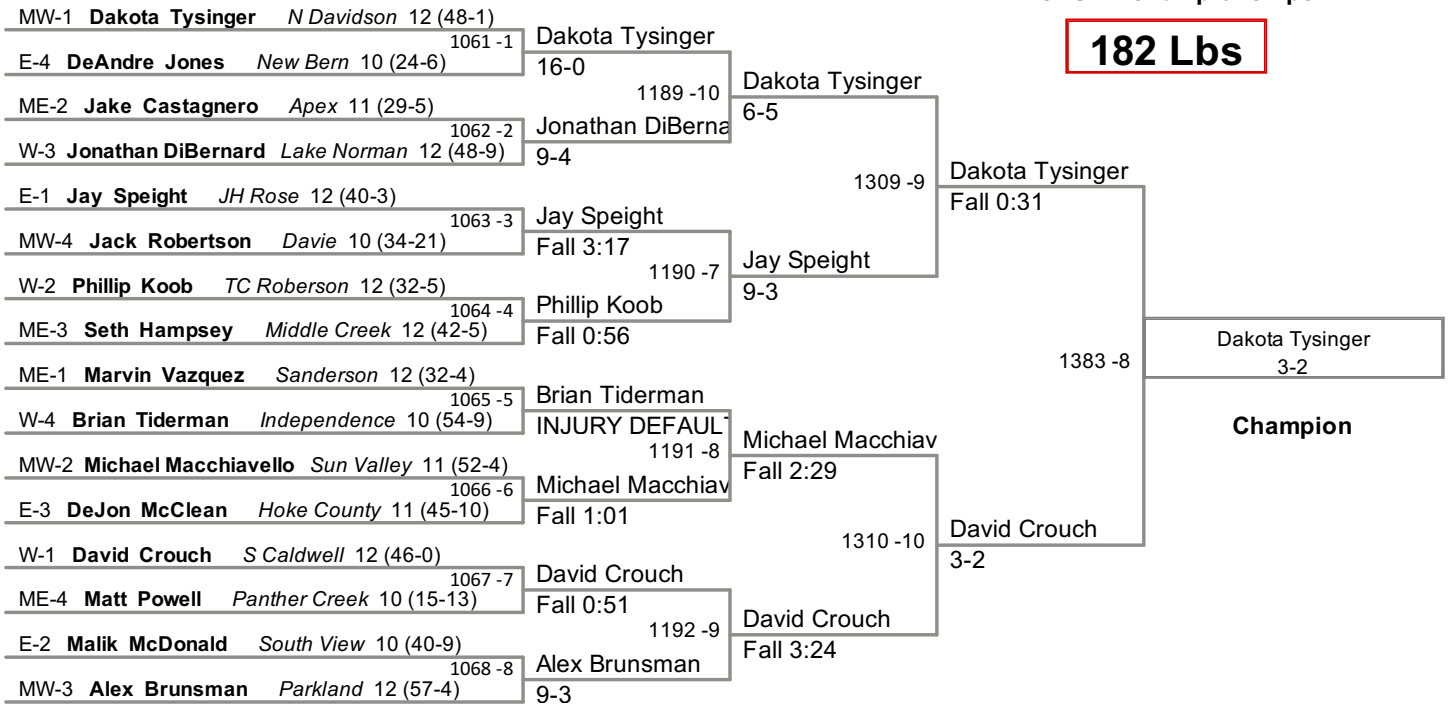 MW-1 Dakota Tysinger N Davidson 12 (48-1)
1061 -1
E-4 DeAndre Jones New Bern 10 (24-6)
ME-2 Jake Castagnero Apex 11 (29-5)
1062 -2
W-3 Jonathan DiBernard Lake Norman 12 (48-9)
E-1 Jay Speight JH Rose 12 (40-3)
1063 -3
MW-4 Jack Robertson Davie 10 (34-21)
W-2 Phillip Koob TC Roberson 12 (32-5)
1064 -4
ME-3 Seth Hampsey Middle Creek 12 (42-5)
ME-1 Marvin Vazquez Sanderson 12 (32-4)
1065 -5
W-4 Brian Tiderman Independence 10 (54-9)
MW-2 Michael Macchiavello Sun Valley 11 (52-4)
1066 -6
E-3 DeJon McClean Hoke County 11 (45-10)
W-1 David Crouch S Caldwell 12 (46-0)
1067 -7
ME-4 Matt Powell Panther Creek 10 (15-13)
E-2 Malik McDonald South View 10 (40-9)
1068 -8
MW-3 Alex Brunsman Parkland 12 (57-4)
Dakota Tysinger
16-0
1189 -10
Jonathan DiBerna
9-4
Jay Speight
Fall 3:17
1190 -7
Phillip Koob
Fall 0:56
Brian Tiderman
INJURY DEFAULT
1191 -8
Michael Macchiav
Fall 1:01
David Crouch
Fall 0:51
1192 -9
Alex Brunsman
9-3
Dakota Tysinger
6-5
1309 -9
Jay Speight
9-3
Michael Macchiav
Fall 2:29
1310 -10
David Crouch
Fall 3:24
Dakota Tysinger
Fall 0:31
1383 -8
David Crouch
3-2
182 Lbs
Dakota Tysinger
3-2
Champion